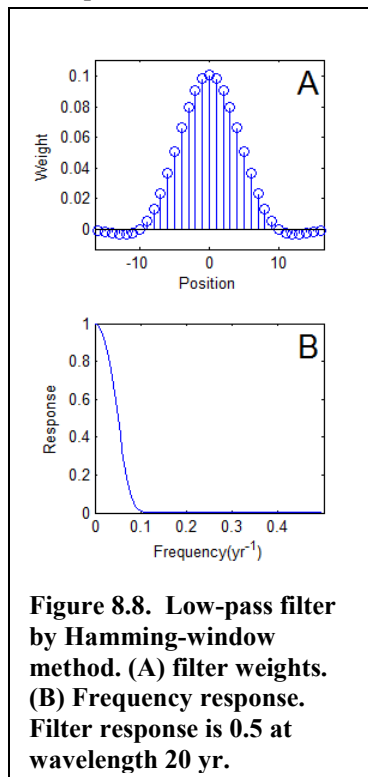 A
0.1
0.08
0.06
0.04
0.02
0
Weight
-10 0 10
Position
B
1
0.8
0.6
0.4
0.2
0
Response
0 0.1 0.2 0.3 0.4
Frequency(yr⁻¹)
Figure 8.8. Low-pass filter
by Hamming-window
method. (A) filter weights.
(B) Frequency response.
Filter response is 0.5 at
wavelength 20 yr.